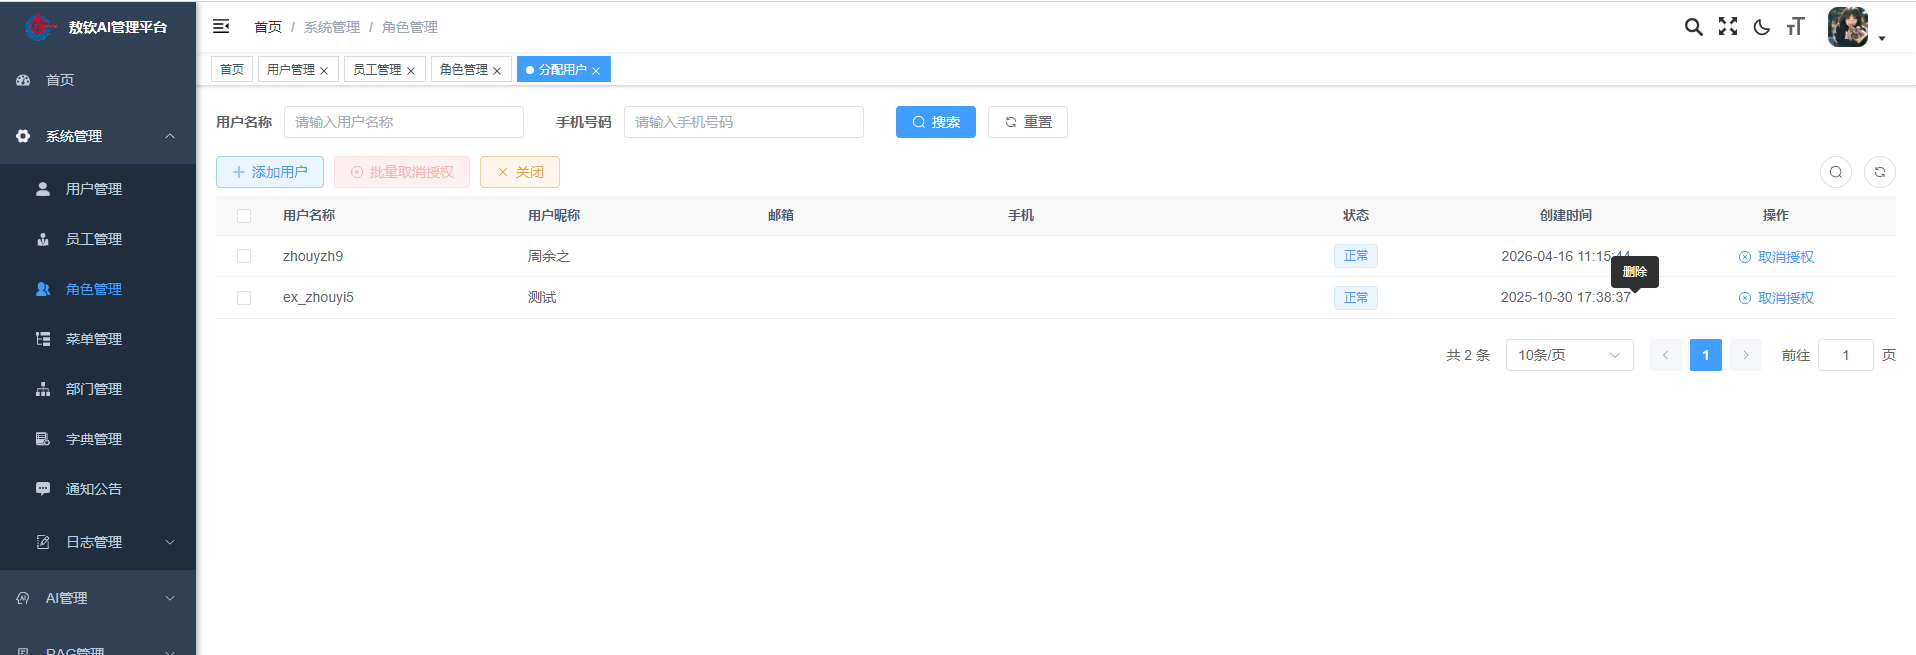 敖钦AI管理平台
首页 / 系统管理 / 角色管理
首页
用户管理
员工管理
角色管理
分配用户
首页
系统管理
用户管理
员工管理
角色管理
菜单管理
部门管理
字典管理
通知公告
日志管理
AI管理
RAG管理
用户名称 请输入用户名称 手机号码 请输入手机号码 搜索 重置
添加用户 批量取消授权 关闭
用户名称 用户昵称 邮箱 手机 状态 创建时间 操作
zhouyzh9 周余之 正常 2026-04-16 11:15:44 取消授权
删除
ex_zhouyi5 测试 正常 2025-10-30 17:38:37 取消授权
共 2 条 10条/页 1 前往 1 页